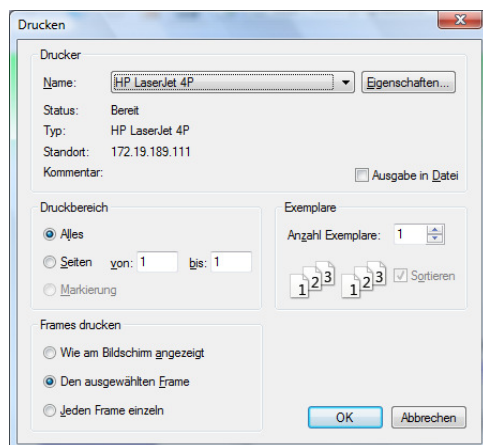 Drucken
Drucker
Name: HP LaserJet 4P Eigenschaften...
Status: Bereit
Typ: HP LaserJet 4P
Standort: 172.19.189.111
Kommentar: Ausgabe in Datei
Druckbereich
Alles
Seiten von: 1 bis: 1
Markierung
Exemplare
Anzahl Exemplare: 1
1 2 3 1 2 3 Sortieren
Frames drucken
Wie am Bildschirm angezeigt
Den ausgewählten Frame
Jeden Frame einzeln
OK Abbrechen